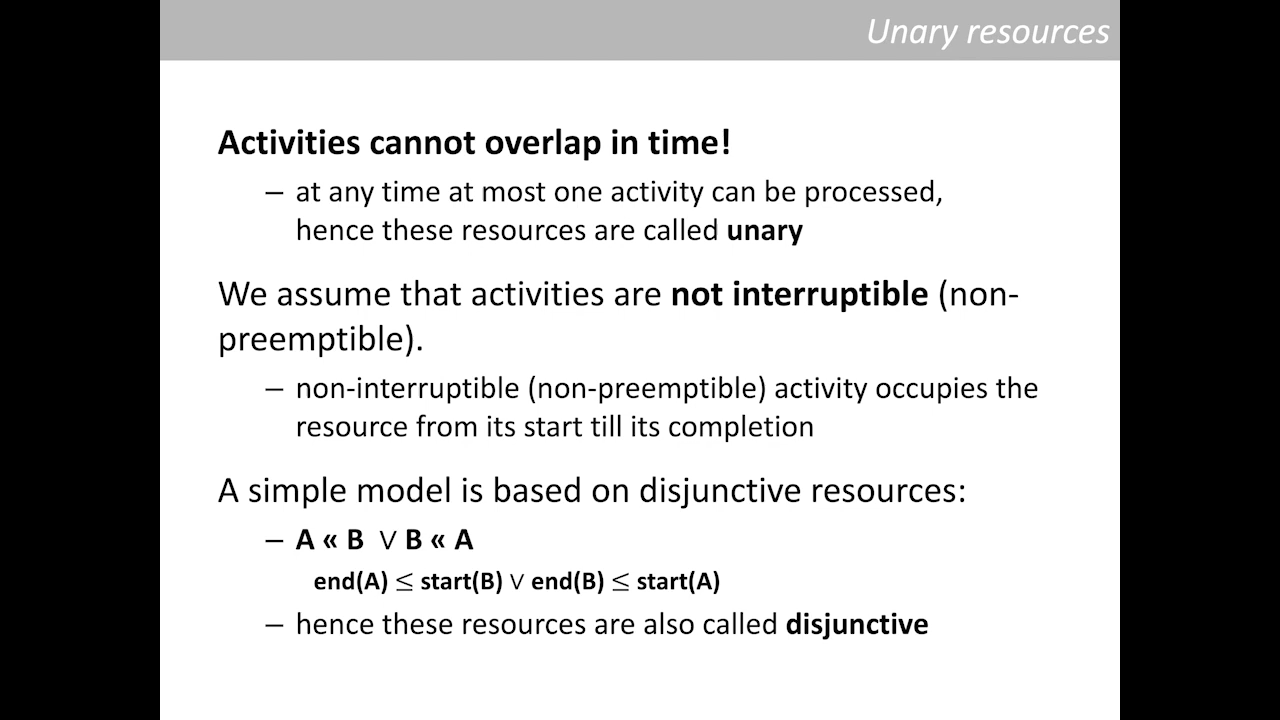 Unary resources
Activities cannot overlap in time!
– at any time at most one activity can be processed,
hence these resources are called unary
We assume that activities are not interruptible (non-
preemptible).
– non-interruptible (non-preemptible) activity occupies the
resource from its start till its completion
A simple model is based on disjunctive resources:
– A « B ∨ B « A
end(A) ≤ start(B) ∨ end(B) ≤ start(A)
– hence these resources are also called disjunctive